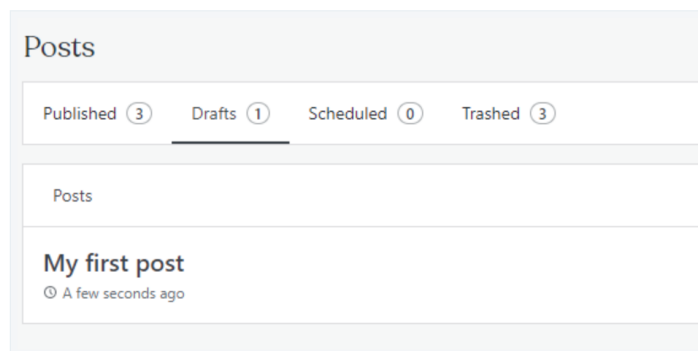 Posts
Published 3 Drafts 1 Scheduled 0 Trashed 3
Posts
My first post
A few seconds ago